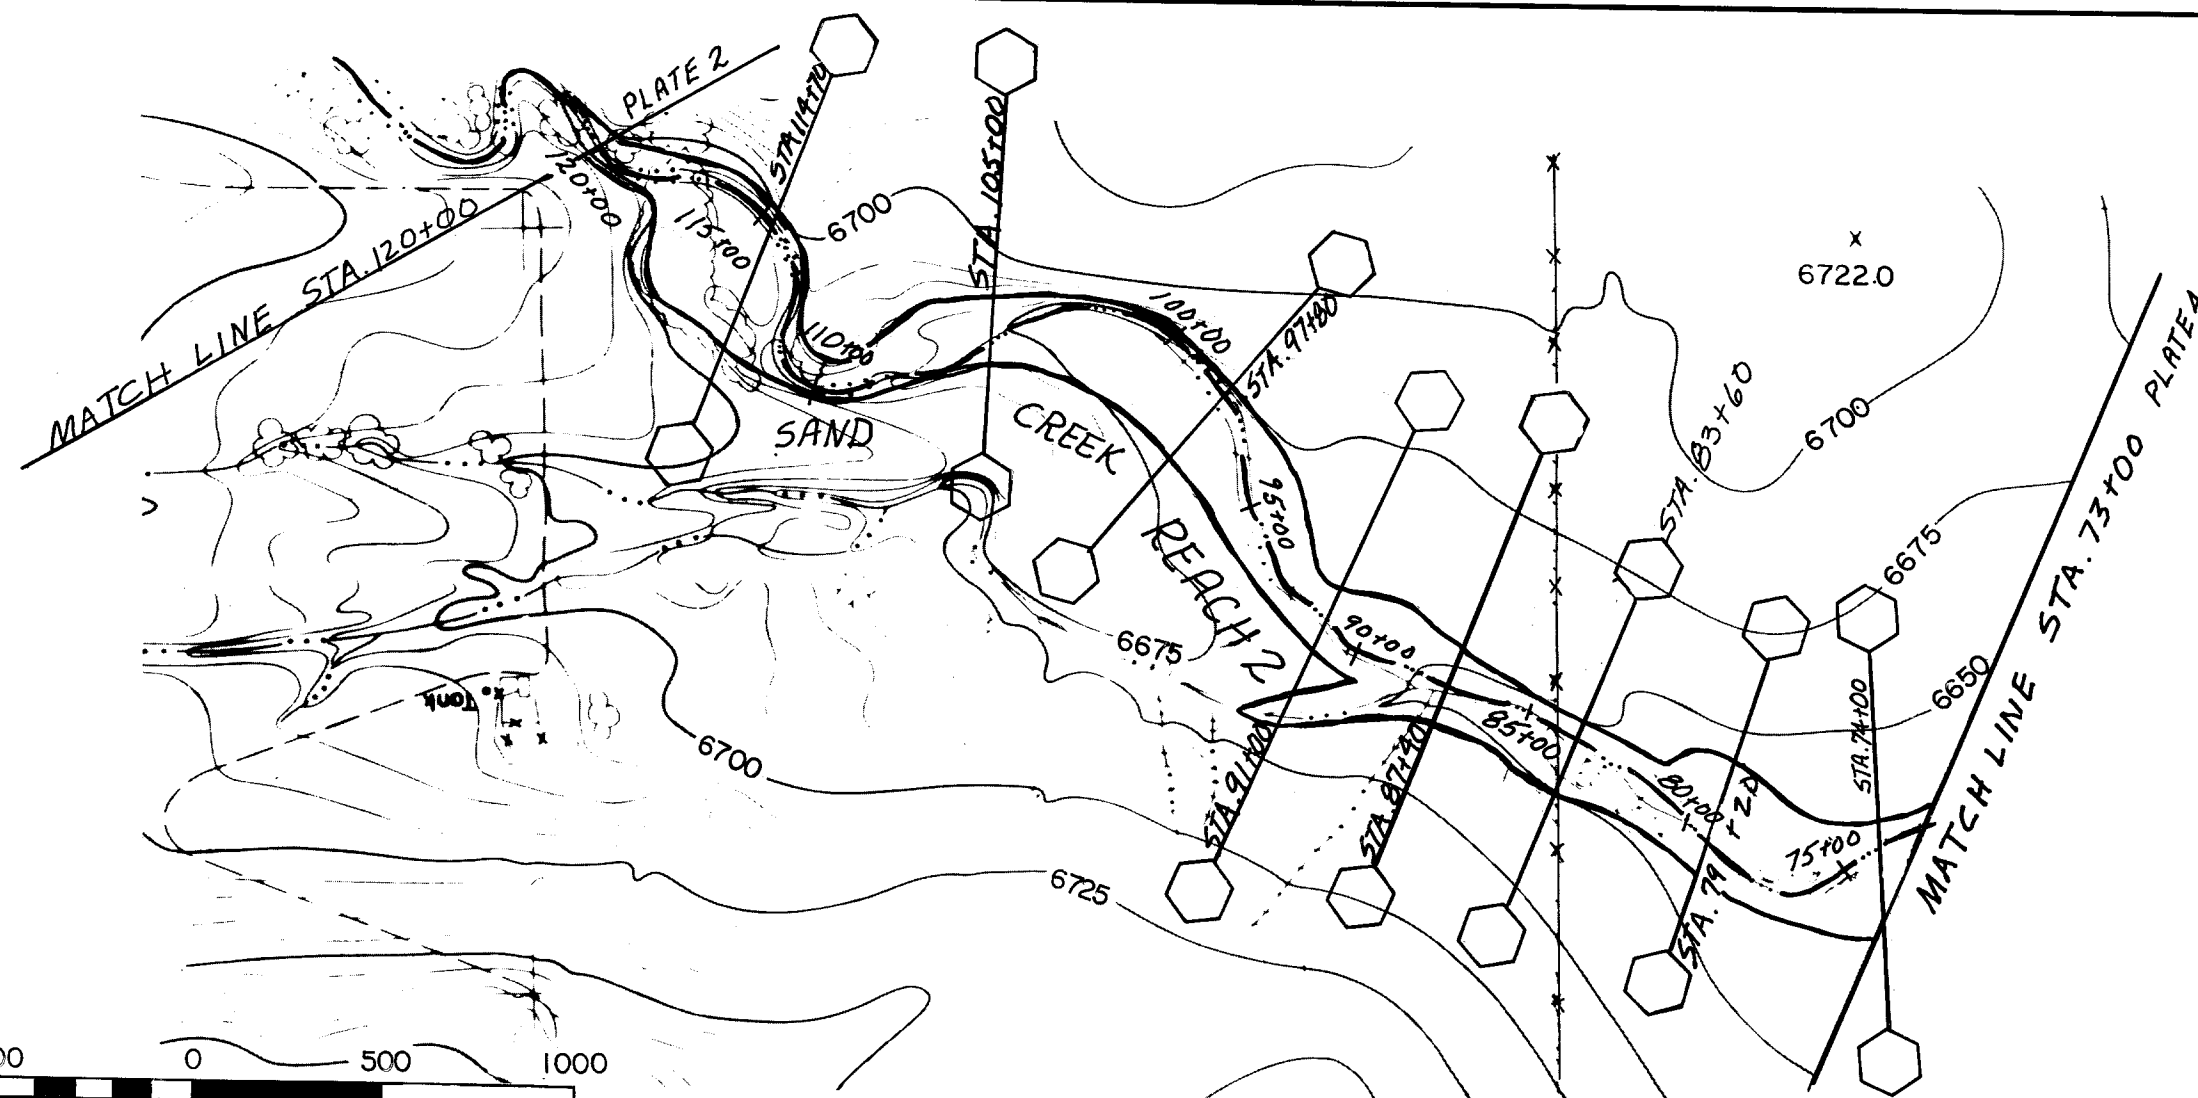 PLATE 2
MATCH LINE STA. 120+00
120+00
115+00
STA 114+70
110+00
STA. 105+00
6700
100+00
STA. 97+80
95+00
SAND
CREEK
REACH 2
90+00
STA. 91+00
STA. 87+40
85+00
STA. 83+60
80+00
STA. 79+20
75+00
STA. 74+00
6722.0
6700
6675
6650
MATCH LINE STA. 73+00 PLATE 4
6675
Tank
6700
6725
0 500 1000